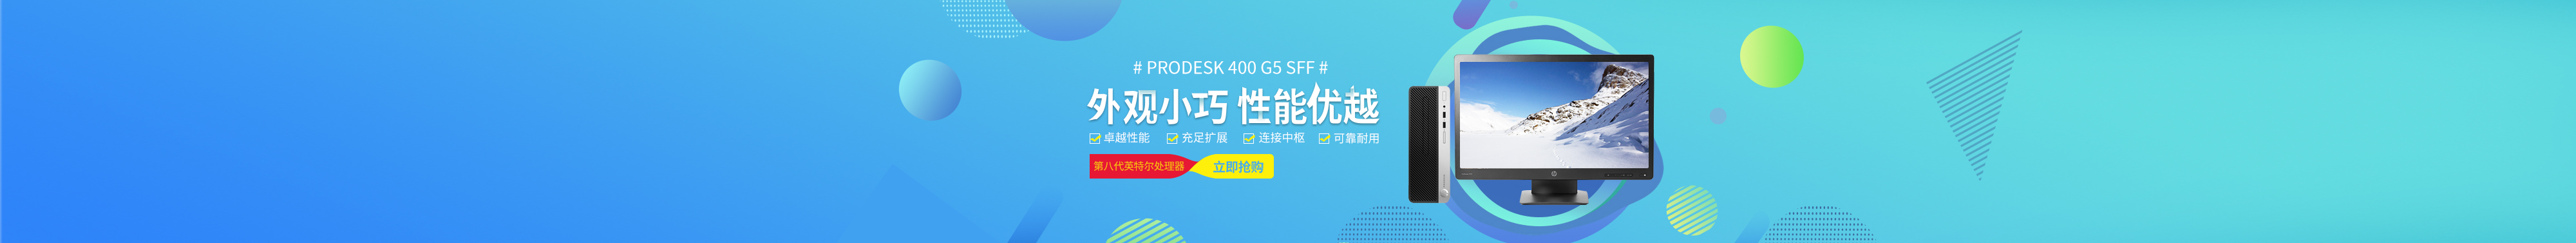 # PRODESK 400 G5 SFF #
外观小巧 性能优越
卓越性能 充足扩展 连接中枢 可靠耐用
第八代英特尔处理器 立即抢购
hp